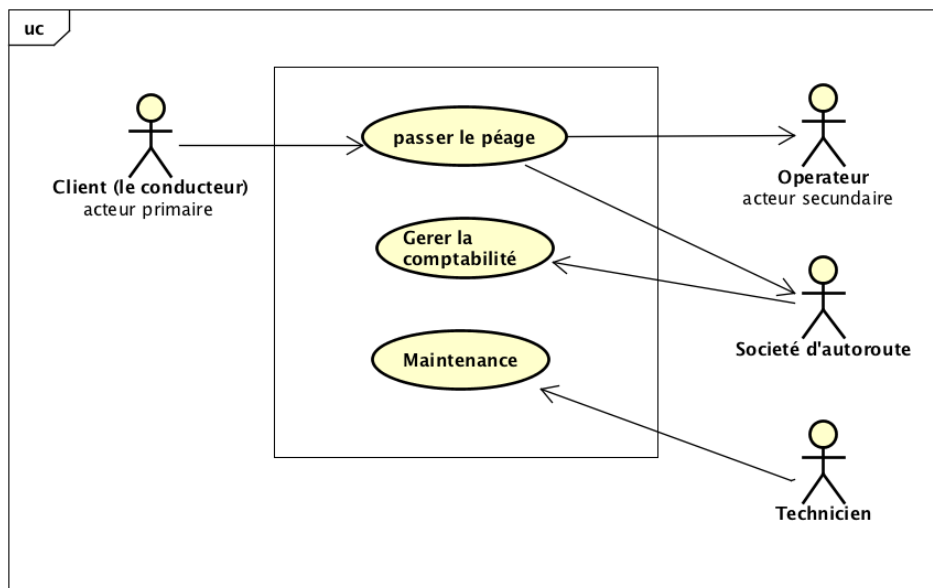 uc
passer le péage
Client (le conducteur)
acteur primaire
Operateur
acteur secundaire
Gerer la
comptabilité
Societé d'autoroute
Maintenance
Technicien